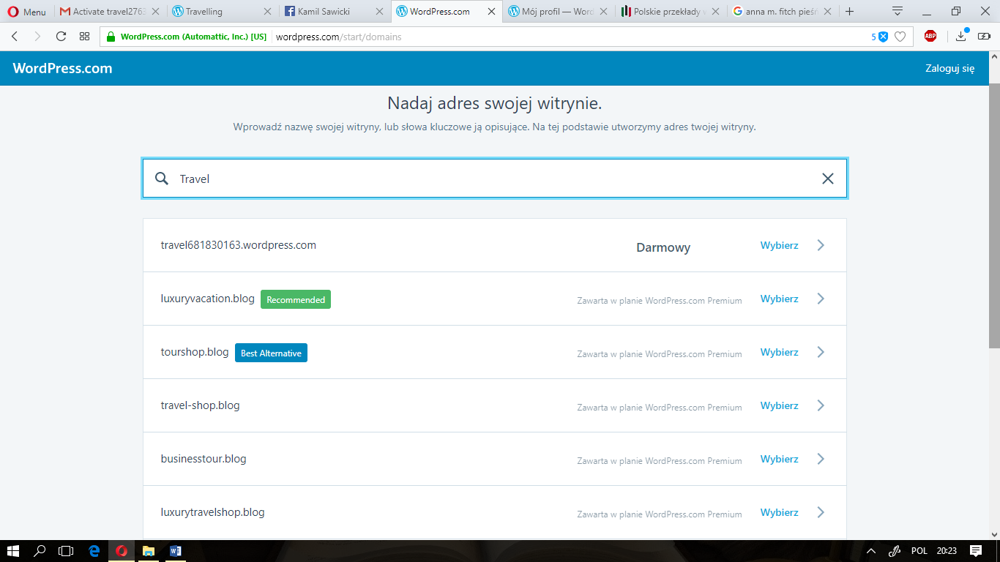 Menu
Activate travel2763
Travelling
Kamil Sawicki
WordPress.com
Mój profil — Word
Polskie przekłady w
anna m. fitch pieśń
WordPress.com (Automattic, Inc.) [US]
wordpress.com/start/domains
5
ABP
WordPress.com
Zaloguj się
Nadaj adres swojej witrynie.
Wprowadź nazwę swojej witryny, lub słowa kluczowe ją opisujące. Na tej podstawie utworzymy adres twojej witryny.
Travel
travel681830163.wordpress.com Darmowy Wybierz
luxuryvacation.blog Recommended Zawarta w planie WordPress.com Premium Wybierz
tourshop.blog Best Alternative Zawarta w planie WordPress.com Premium Wybierz
travel-shop.blog Zawarta w planie WordPress.com Premium Wybierz
businesstour.blog Zawarta w planie WordPress.com Premium Wybierz
luxurytravelshop.blog Zawarta w planie WordPress.com Premium Wybierz
POL 20:23